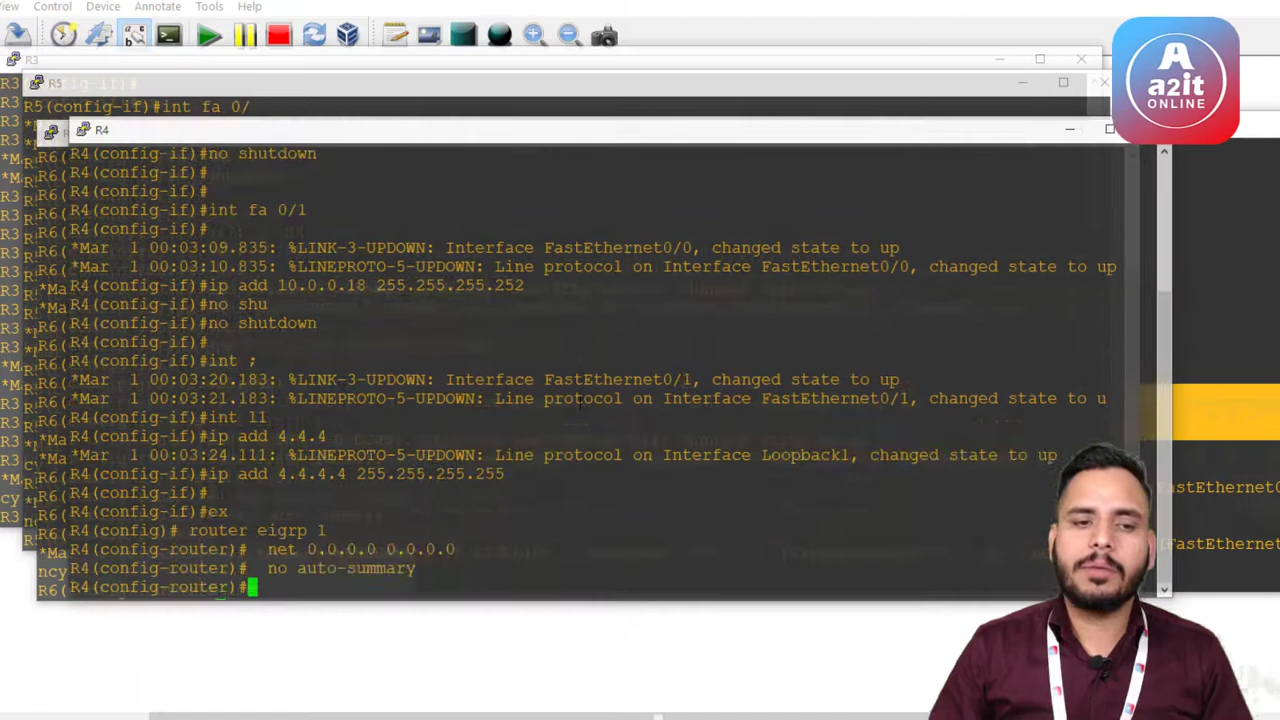 View Control Device Annotate Tools Help
R3
R5
R5(config-if)#int fa 0/
R4
R4(config-if)#no shutdown
R4(config-if)#
R4(config-if)#
R4(config-if)#int fa 0/1
R4(config-if)#
*Mar 1 00:03:09.835: %LINK-3-UPDOWN: Interface FastEthernet0/0, changed state to up
*Mar 1 00:03:10.835: %LINEPROTO-5-UPDOWN: Line protocol on Interface FastEthernet0/0, changed state to up
R4(config-if)#ip add 10.0.0.18 255.255.255.252
R4(config-if)#no shu
R4(config-if)#no shutdown
R4(config-if)#
R4(config-if)#int ;
*Mar 1 00:03:20.183: %LINK-3-UPDOWN: Interface FastEthernet0/1, changed state to up
*Mar 1 00:03:21.183: %LINEPROTO-5-UPDOWN: Line protocol on Interface FastEthernet0/1, changed state to u
R4(config-if)#int l1
R4(config-if)#ip add 4.4.4
*Mar 1 00:03:24.111: %LINEPROTO-5-UPDOWN: Line protocol on Interface Loopback1, changed state to up
R4(config-if)#ip add 4.4.4.4 255.255.255.255
R4(config-if)#
R4(config-if)#ex
R4(config)# router eigrp 1
R4(config-router)# net 0.0.0.0 0.0.0.0
R4(config-router)# no auto-summary
R4(config-router)#
A
a2it
ONLINE